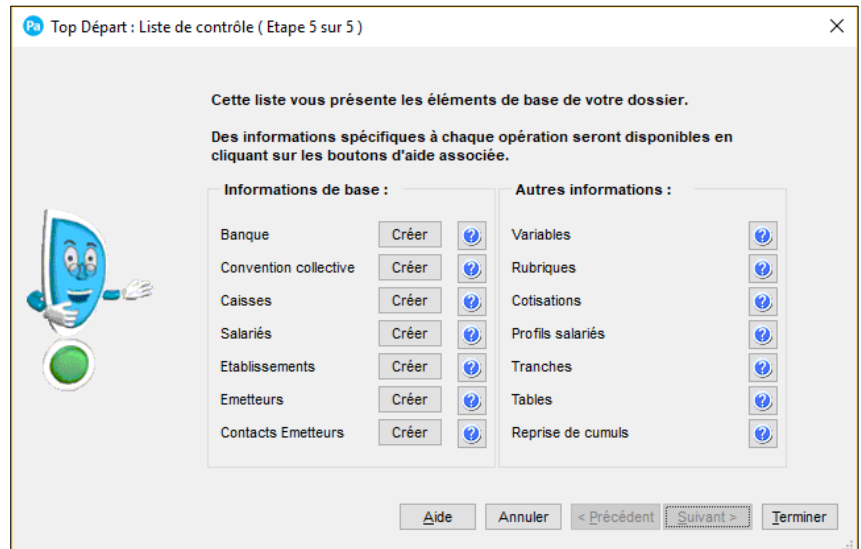 Pa Top Départ : Liste de contrôle ( Etape 5 sur 5 )
Cette liste vous présente les éléments de base de votre dossier.
Des informations spécifiques à chaque opération seront disponibles en
cliquant sur les boutons d'aide associée.
Informations de base :
Banque Créer ?
Convention collective Créer ?
Caisses Créer ?
Salariés Créer ?
Etablissements Créer ?
Emetteurs Créer ?
Contacts Emetteurs Créer ?
Autres informations :
Variables ?
Rubriques ?
Cotisations ?
Profils salariés ?
Tranches ?
Tables ?
Reprise de cumuls ?
Aide Annuler < Précédent Suivant > Terminer